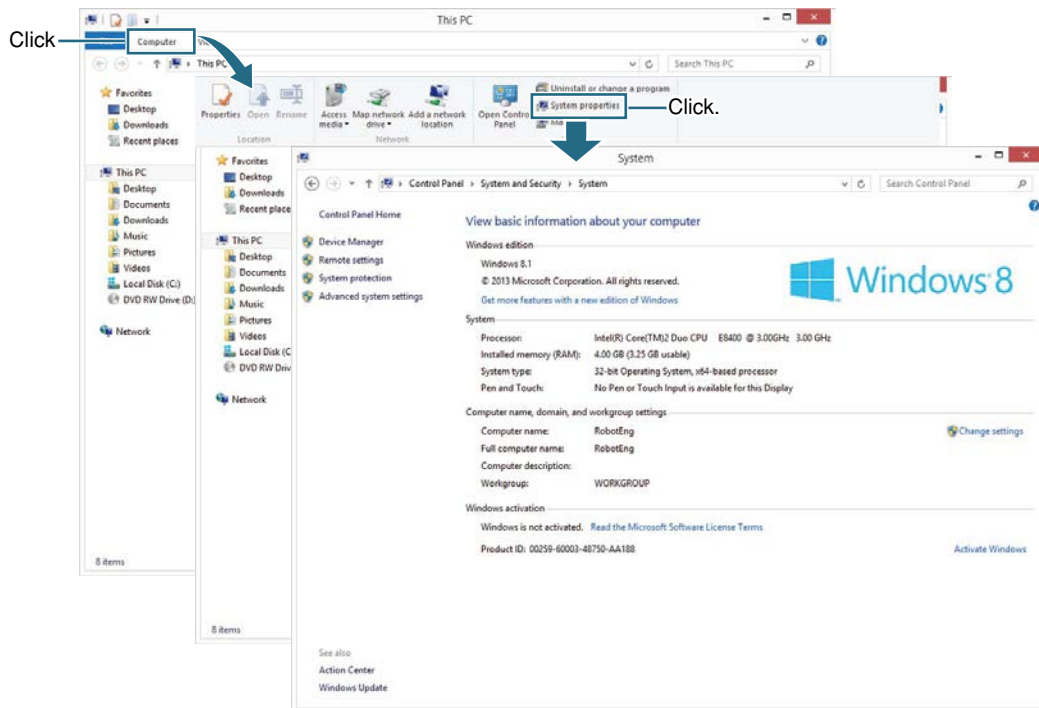 This PC
Click
Computer
This PC
Search This PC
Favorites
Desktop
Downloads
Recent places
This PC
Desktop
Documents
Downloads
Music
Pictures
Videos
Local Disk (C:)
DVD RW Drive (D:)
Network
8 items
Properties Open Rename
Access media
Map network drive
Add a network location
Open Control Panel
Uninstall or change a program
System properties
Click.
Location
Network
Favorites
Desktop
Downloads
Recent place
This PC
Desktop
Documents
Downloads
Music
Pictures
Videos
Local Disk (C
DVD RW Driv
Network
8 items
System
Control Panel
System and Security
System
Search Control Panel
Control Panel Home
Device Manager
Remote settings
System protection
Advanced system settings
View basic information about your computer
Windows edition
Windows 8.1
© 2013 Microsoft Corporation. All rights reserved.
Get more features with a new edition of Windows
Windows 8
System
Processor: Intel(R) Core(TM)2 Duo CPU E8400 @ 3.00GHz 3.00 GHz
Installed memory (RAM): 4.00 GB (3.25 GB usable)
System type: 32-bit Operating System, x64-based processor
Pen and Touch: No Pen or Touch Input is available for this Display
Computer name, domain, and workgroup settings
Computer name: RobotEng
Change settings
Full computer name: RobotEng
Computer description:
Workgroup: WORKGROUP
Windows activation
Windows is not activated. Read the Microsoft Software License Terms
Product ID: 00259-60003-48750-AA188
Activate Windows
See also
Action Center
Windows Update